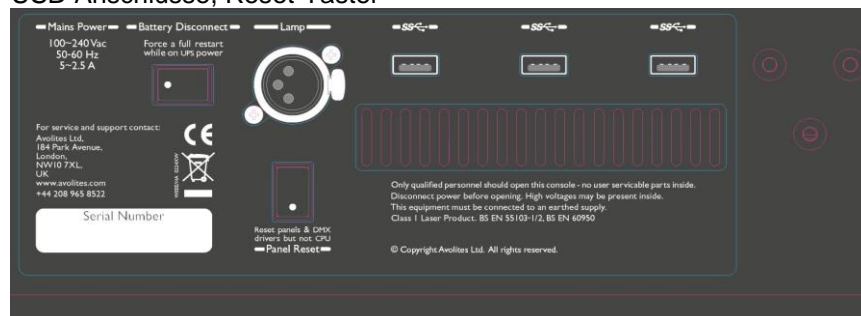 USB-Anschlüsse, Reset-Taster
Mains Power
100~240 Vac
50-60 Hz
5~2.5 A
Battery Disconnect
Force a full restart
while on UPS power
Lamp
SS
SS
SS
For service and support contact:
Avolites Ltd,
184 Park Avenue,
London,
NW10 7XL,
UK
www.avolites.com
+44 208 965 8522
Serial Number
Reset panels & DMX
drivers but not CPU
Panel Reset
Only qualified personnel should open this console - no user servicable parts inside.
Disconnect power before opening. High voltages may be present inside.
This equipment must be connected to an earthed supply.
Class 1 Laser Product. BS EN 55103-1/2, BS EN 60950
© Copyright Avolites Ltd. All rights reserved.